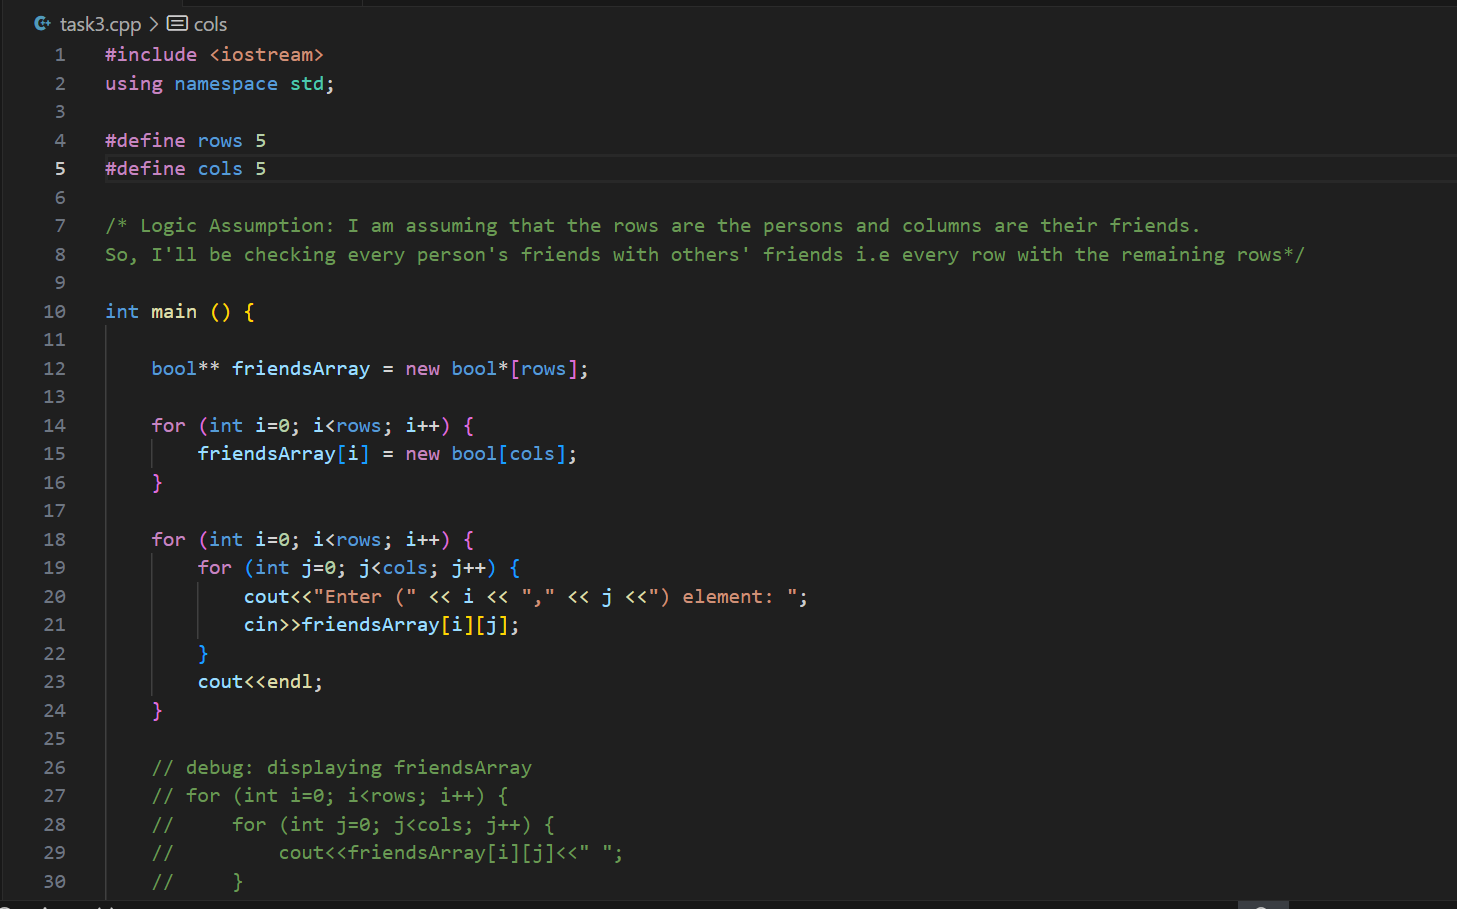 task3.cpp > cols
1 #include <iostream>
2 using namespace std;
3
4 #define rows 5
5 #define cols 5
6
7 /* Logic Assumption: I am assuming that the rows are the persons and columns are their friends.
8 So, I'll be checking every person's friends with others' friends i.e every row with the remaining rows*/
9
10 int main () {
11
12     bool** friendsArray = new bool*[rows];
13
14     for (int i=0; i<rows; i++) {
15         friendsArray[i] = new bool[cols];
16     }
17
18     for (int i=0; i<rows; i++) {
19         for (int j=0; j<cols; j++) {
20             cout<<"Enter (" << i << "," << j <<") element: ";
21             cin>>friendsArray[i][j];
22         }
23         cout<<endl;
24     }
25
26     // debug: displaying friendsArray
27     // for (int i=0; i<rows; i++) {
28     //     for (int j=0; j<cols; j++) {
29     //         cout<<friendsArray[i][j]<<" ";
30     //     }